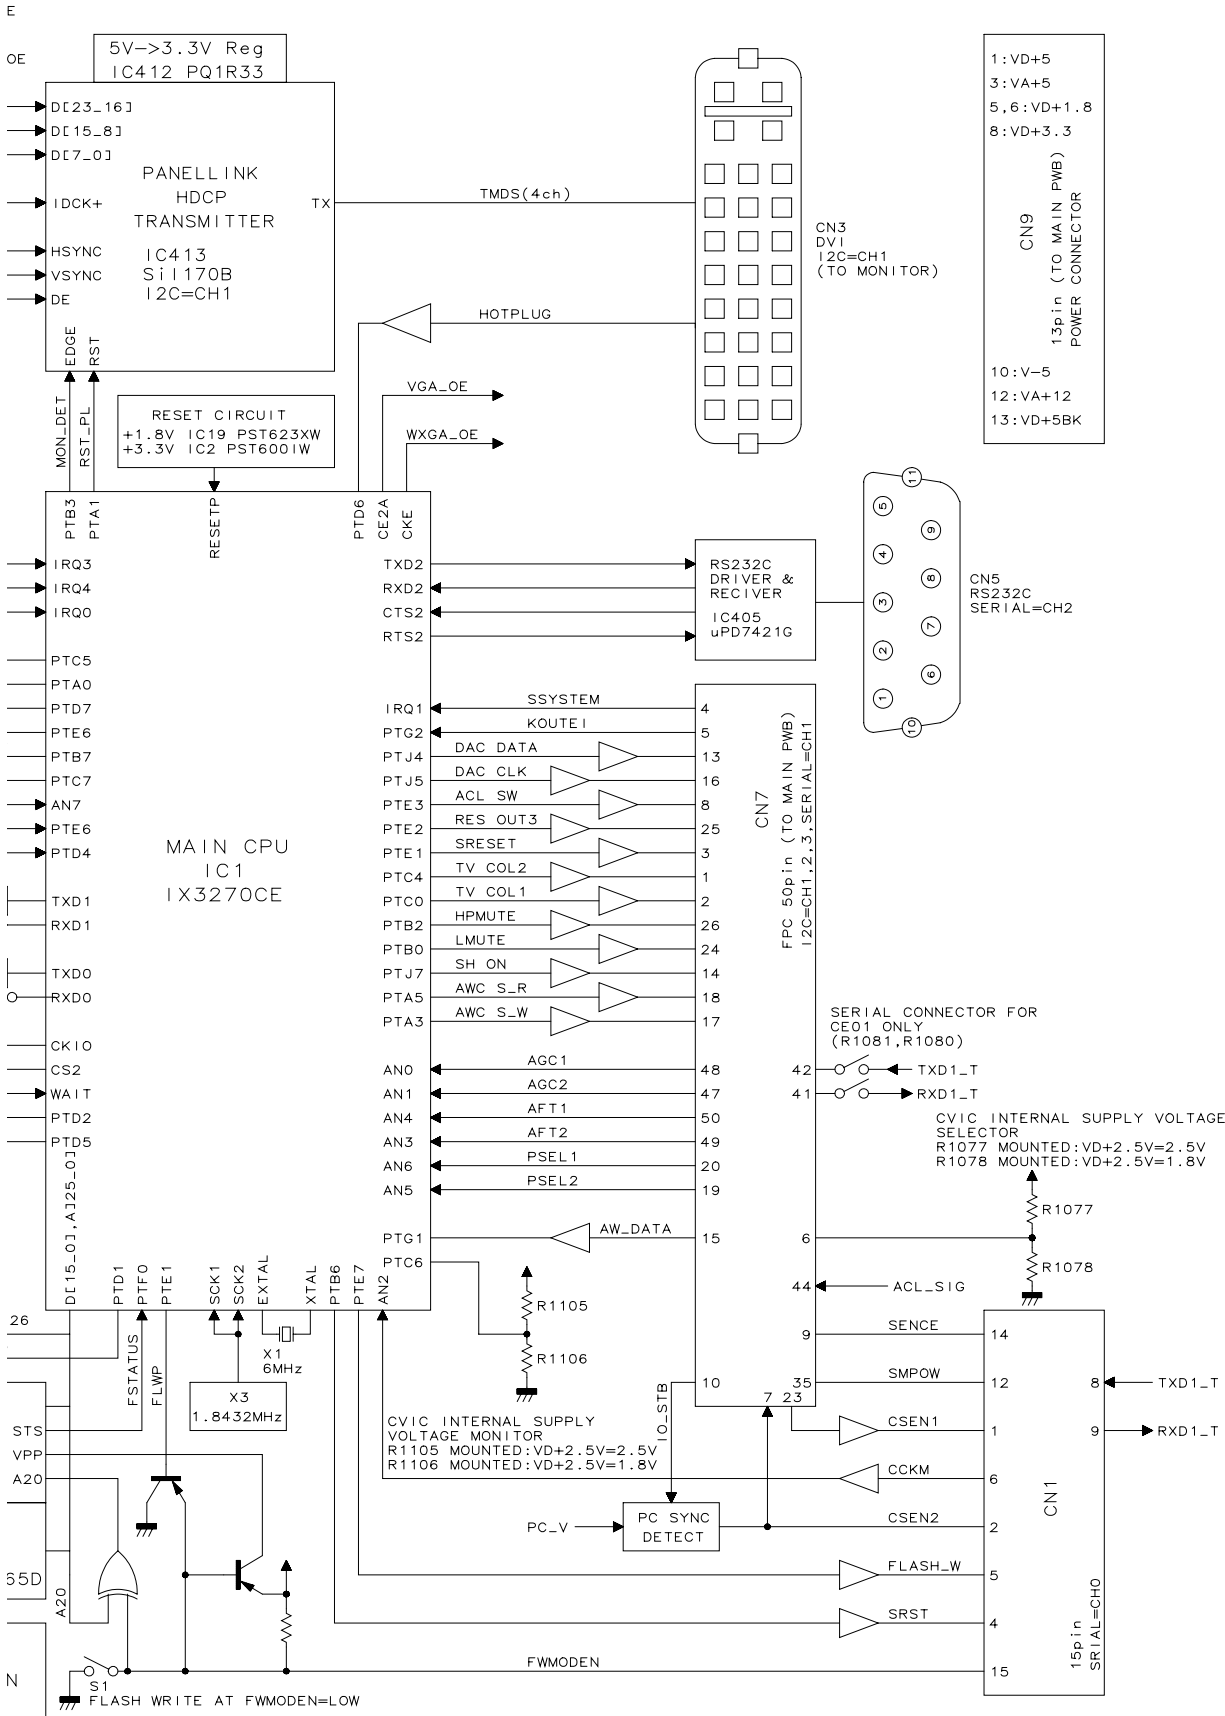 E
OE
5V->3.3V Reg
IC412 PQ1R33
D[23_16]
D[15_8]
D[7_0]
IDCK+
HSYNC
VSYNC
DE
PANELLINK
HDCP
TRANSMITTER
IC413
SiI170B
I2C=CH1
TX
EDGE
RST
TMDS(4ch)
HOTPLUG
CN3
DVI
I2C=CH1
(TO MONITOR)
1:VD+5
3:VA+5
5,6:VD+1.8
8:VD+3.3
CN9
13pin (TO MAIN PWB)
POWER CONNECTOR
10:V-5
12:VA+12
13:VD+5BK
MON_DET
RST_PL
RESET CIRCUIT
+1.8V IC19 PST623XW
+3.3V IC2 PST600IW
VGA_OE
WXGA_OE
PTB3
PTA1
RESETP
PTD6
CE2A
CKE
IRQ3
IRQ4
IRQ0
PTC5
PTA0
PTD7
PTE6
PTB7
PTC7
AN7
PTE6
PTD4
TXD1
RXD1
TXD0
RXD0
CKIO
CS2
WAIT
PTD2
PTD5
MAIN CPU
IC1
IX3270CE
TXD2
RXD2
CTS2
RTS2
RS232C
DRIVER &
RECIVER
IC405
uPD7421G
11
5
9
4
8
3
7
2
6
1
10
CN5
RS232C
SERIAL=CH2
IRQ1 SSYSTEM 4
PTG2 KOUTEI 5
PTJ4 DAC DATA 13
PTJ5 DAC CLK 16
PTE3 ACL SW 8
PTE2 RES OUT3 25
PTE1 SRESET 3
PTC4 TV COL2 1
PTC0 TV COL1 2
PTB2 HPMUTE 26
PTB0 LMUTE 24
PTJ7 SH ON 14
PTA5 AWC S_R 18
PTA3 AWC S_W 17
AN0 AGC1 48
AN1 AGC2 47
AN4 AFT1 50
AN3 AFT2 49
AN6 PSEL1 20
AN5 PSEL2 19
PTG1 AW_DATA 15
PTC6
CN7
FPC 50pin (TO MAIN PWB)
I2C=CH1,2,3,SERIAL=CH1
SERIAL CONNECTOR FOR
CE01 ONLY
(R1081,R1080)
42 TXD1_T
41 RXD1_T
CVIC INTERNAL SUPPLY VOLTAGE
SELECTOR
R1077 MOUNTED:VD+2.5V=2.5V
R1078 MOUNTED:VD+2.5V=1.8V
R1077
6
R1078
44 ACL_SIG
D[15_0],A[25_0]
PTD1
PTF0
PTE1
SCK1
SCK2
EXTAL
XTAL
PTB6
PTE7
AN2
26
FSTATUS
FLWP
X1
6MHz
X3
1.8432MHz
R1105
R1106
CVIC INTERNAL SUPPLY
VOLTAGE MONITOR
R1105 MOUNTED:VD+2.5V=2.5V
R1106 MOUNTED:VD+2.5V=1.8V
9 SENCE 14
35 SMPOW 12
10
7 23
IO_STB
CSEN1 1
CCKM 6
CSEN2 2
FLASH_W 5
SRST 4
FWMODEN 15
8 TXD1_T
9 RXD1_T
CN1
15pin
SRIAL=CH0
PC_V
PC SYNC
DETECT
STS
VPP
A20
65D
A20
N
S1
FLASH WRITE AT FWMODEN=LOW